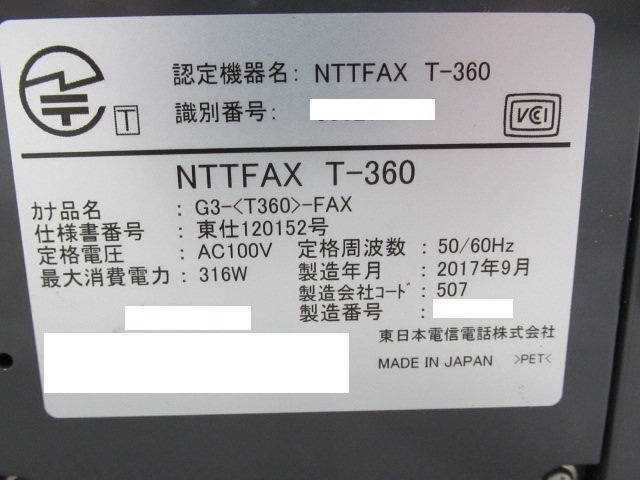 認定機器名: NTTFAX T-360
識別番号:
T
VCI
NTTFAX T-360
カナ品名 : G3-<T360>-FAX
仕様書番号 : 東仕120152号
定格電圧 : AC100V 定格周波数 : 50/60Hz
最大消費電力 : 316W 製造年月 : 2017年9月
製造会社コード : 507
製造番号 :
東日本電信電話株式会社
MADE IN JAPAN >PET<